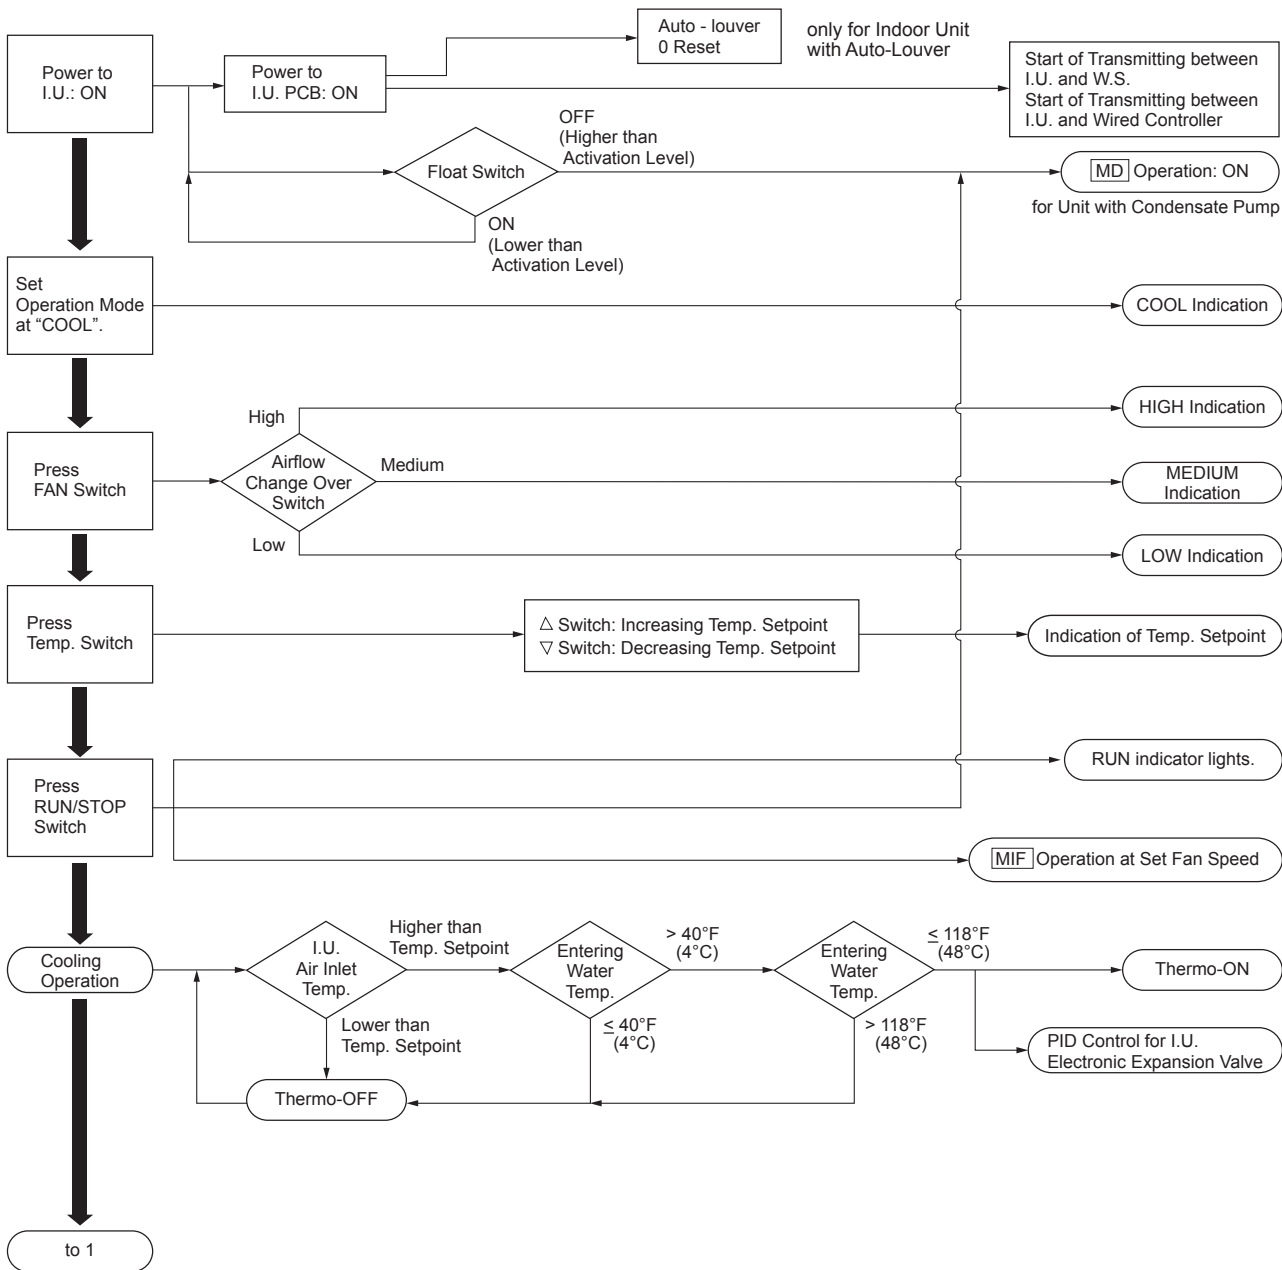 Auto - louver
0 Reset
only for Indoor Unit
with Auto-Louver
Power to
I.U.: ON
Power to
I.U. PCB: ON
Start of Transmitting between
I.U. and W.S.
Start of Transmitting between
I.U. and Wired Controller
OFF
(Higher than
Activation Level)
Float Switch
MD Operation: ON
for Unit with Condensate Pump
ON
(Lower than
Activation Level)
Set
Operation Mode
at “COOL”.
COOL Indication
High
HIGH Indication
Press
FAN Switch
Airflow
Change Over
Switch
Medium
MEDIUM
Indication
Low
LOW Indication
Press
Temp. Switch
△ Switch: Increasing Temp. Setpoint
▽ Switch: Decreasing Temp. Setpoint
Indication of Temp. Setpoint
RUN indicator lights.
Press
RUN/STOP
Switch
MIF Operation at Set Fan Speed
Cooling
Operation
I.U.
Air Inlet
Temp.
Higher than
Temp. Setpoint
Entering
Water
Temp.
> 40°F
(4°C)
Entering
Water
Temp.
≤ 118°F
(48°C)
Thermo-ON
Lower than
Temp. Setpoint
≤ 40°F
(4°C)
> 118°F
(48°C)
PID Control for I.U.
Electronic Expansion Valve
Thermo-OFF
to 1